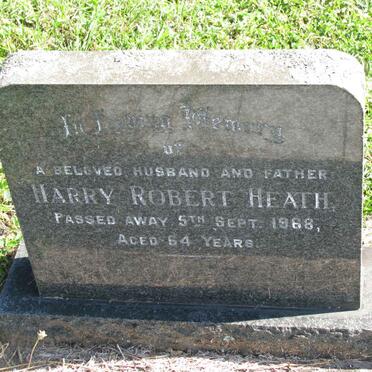 In Loving Memory
OF
A BELOVED HUSBAND AND FATHER
HARRY ROBERT HEATH,
PASSED AWAY 5TH SEPT. 1968,
AGED 64 YEARS.